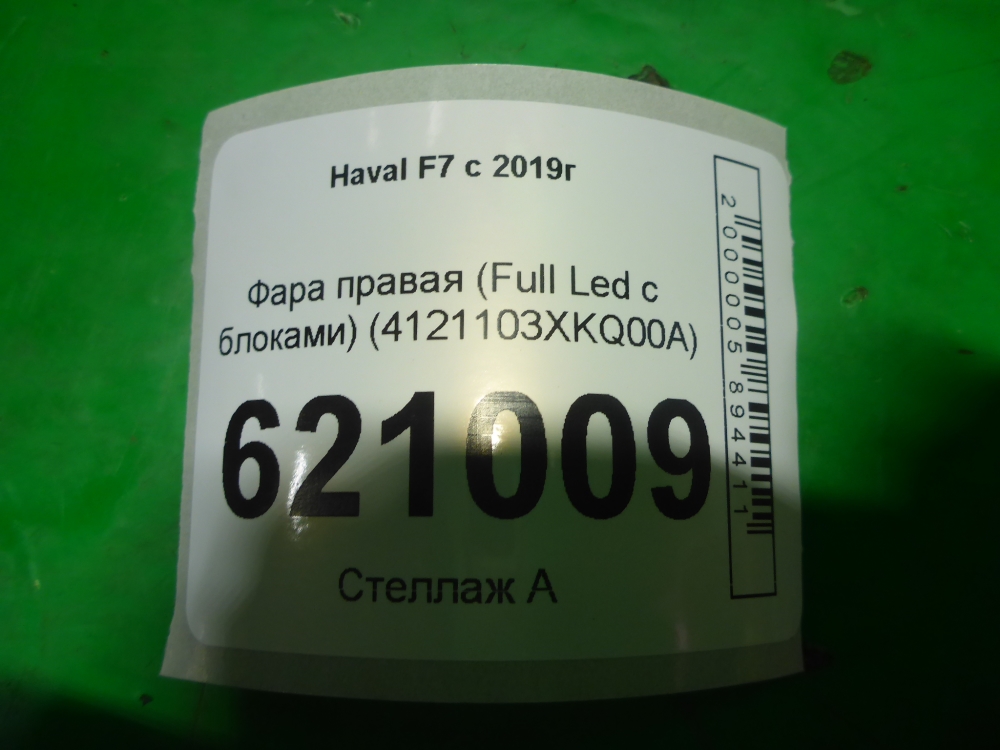 Haval F7 с 2019г
Фара правая (Full Led с
блоками) (4121103XKQ00A)
621009
Стеллаж А
2000005894411